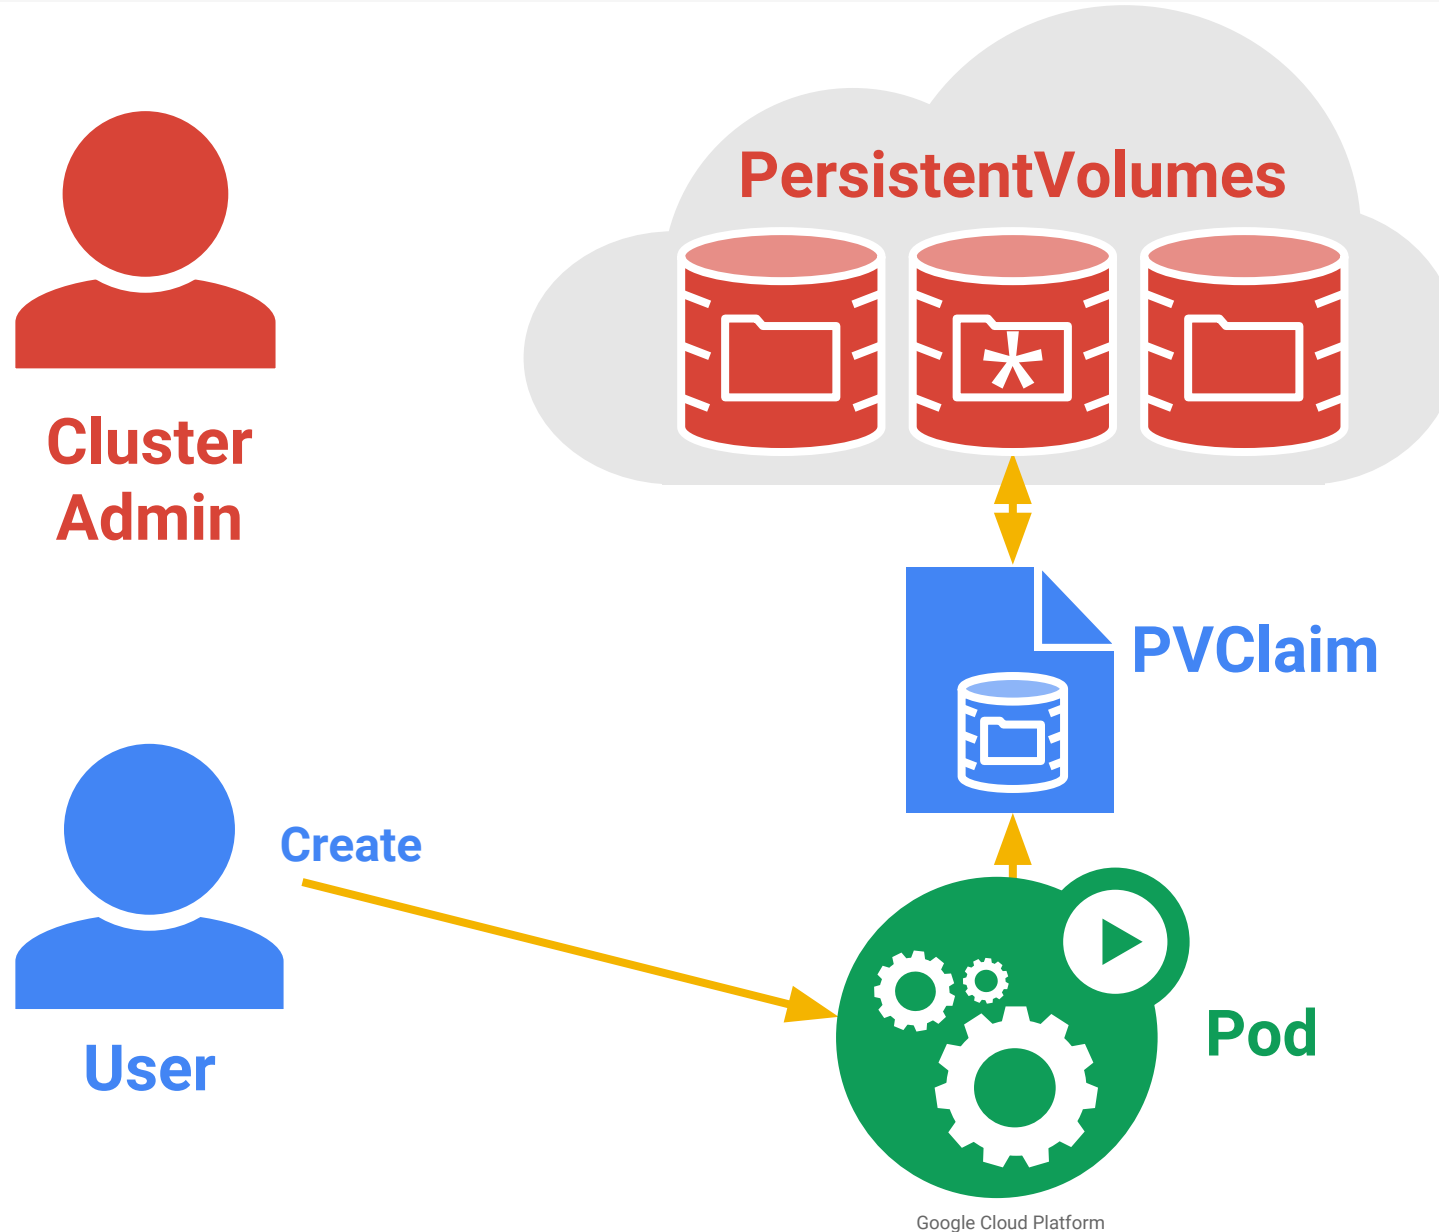 PersistentVolumes
Cluster
Admin
PVClaim
Create
Pod
User
Google Cloud Platform